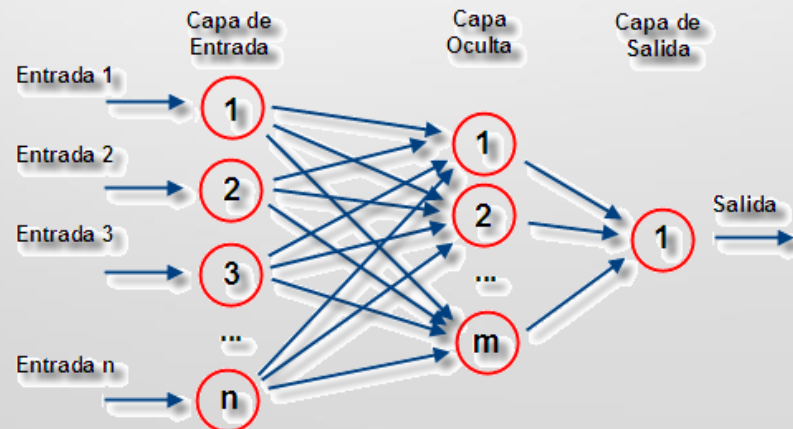 Capa de
Entrada
Capa
Oculta
Capa de
Salida
Entrada 1
1
Entrada 2
2
Entrada 3
3
...
Entrada n
n
1
2
...
m
1
Salida